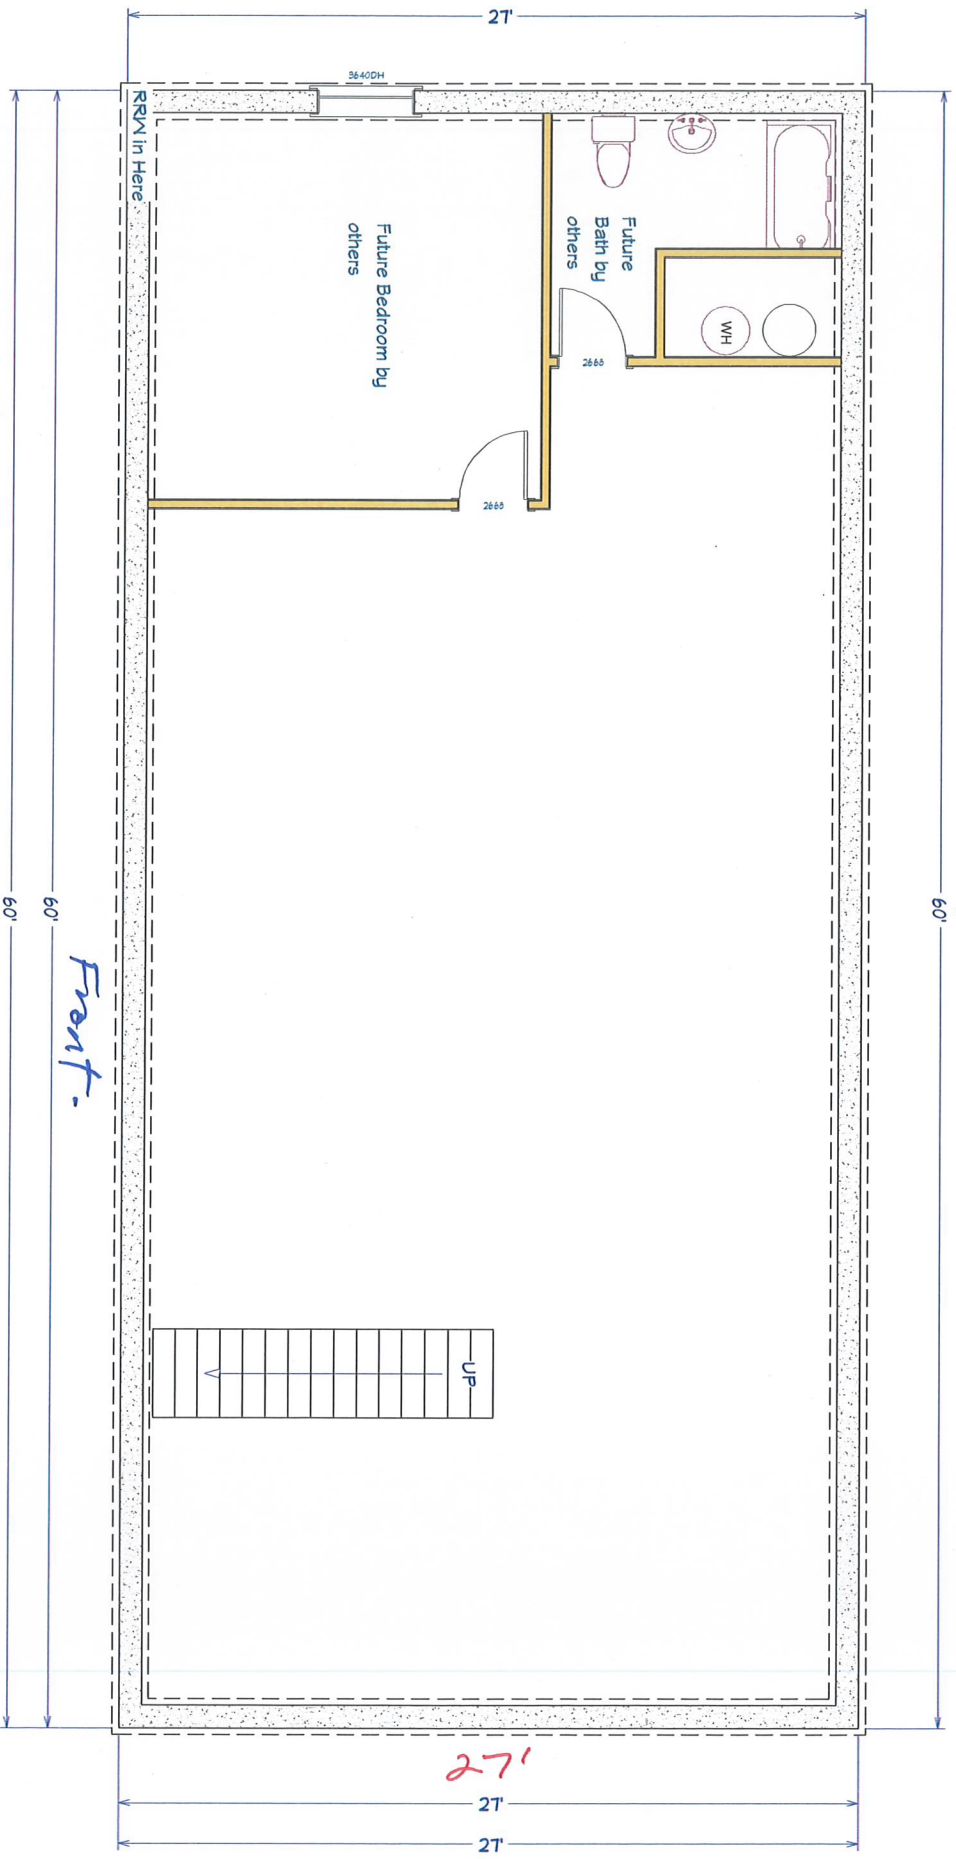 27'
3640DH
RRW in Here
Future Bedroom by
others
Future
Bath by
others
WH
2668
2668
60'
60'
60'
Front.
UP
27'
27'
27'